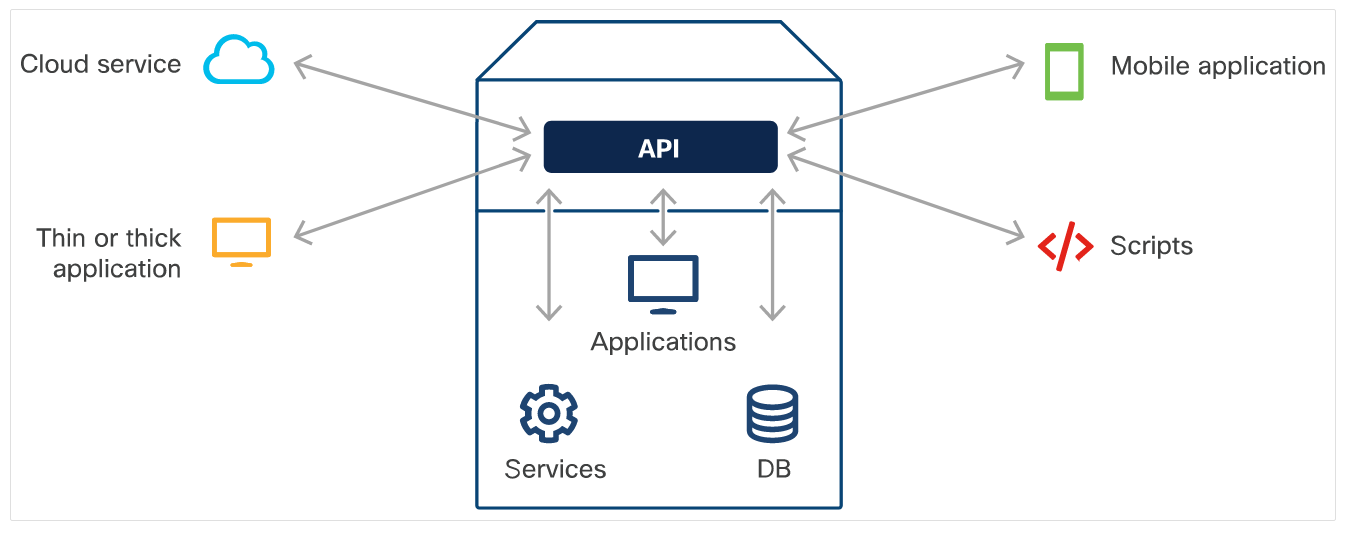 Cloud service
Mobile application
API
Thin or thick
application
Scripts
Applications
Services
DB